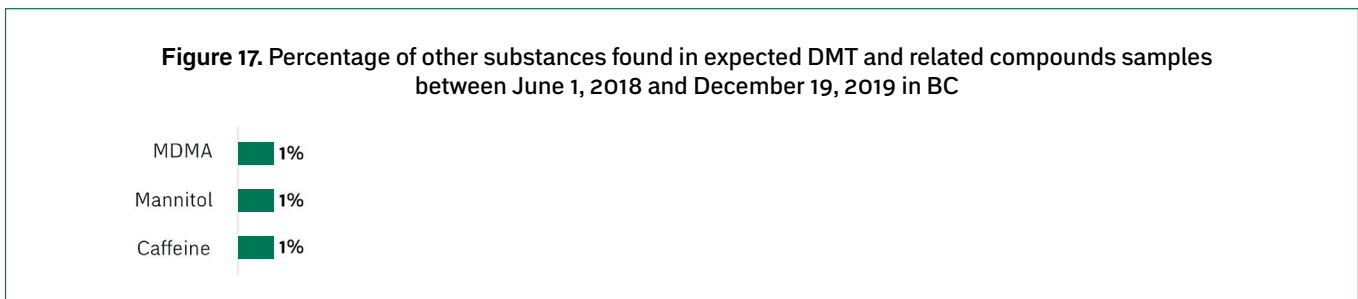 Figure 17. Percentage of other substances found in expected DMT and related compounds samples
between June 1, 2018 and December 19, 2019 in BC
MDMA 1%
Mannitol 1%
Caffeine 1%